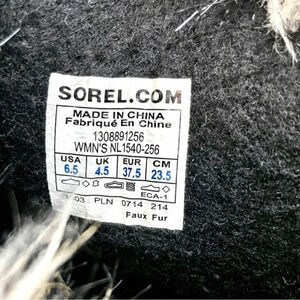 SOREL.COM
MADE IN CHINA
Fabriqué En Chine
1308891256
WMN'S NL1540-256
USA UK EUR CM
6.5 4.5 37.5 23.5
ECA-1
PLN 0714 214
Faux Fur